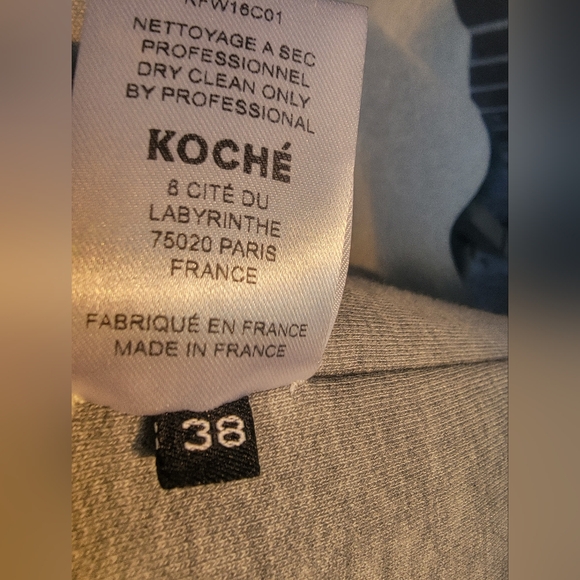 KFW16C01
NETTOYAGE A SEC
PROFESSIONNEL
DRY CLEAN ONLY
BY PROFESSIONAL
KOCHÉ
8 CITÉ DU
LABYRINTHE
75020 PARIS
FRANCE
FABRIQUÉ EN FRANCE
MADE IN FRANCE
38